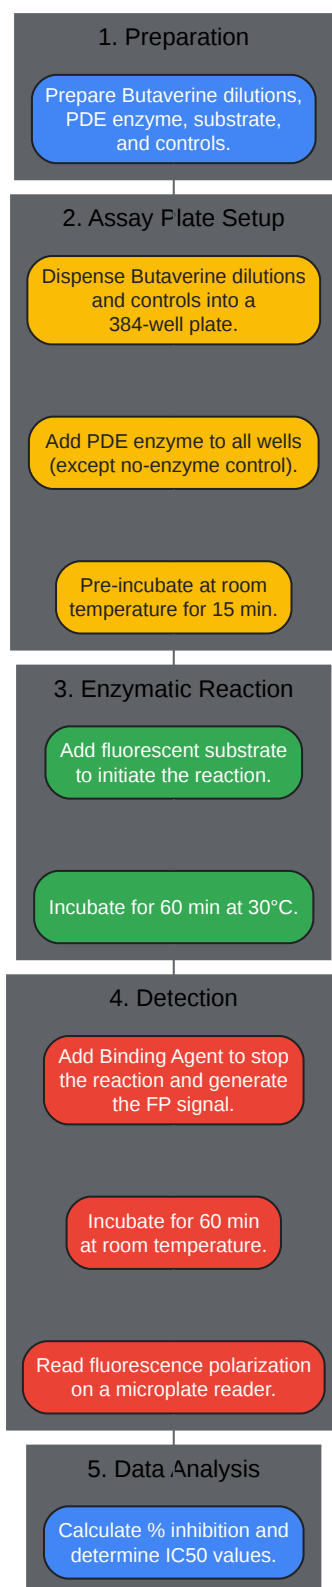 1. Preparation
Prepare Butaverine dilutions,
PDE enzyme, substrate,
and controls.
2. Assay Plate Setup
Dispense Butaverine dilutions
and controls into a
384-well plate.
Add PDE enzyme to all wells
(except no-enzyme control).
Pre-incubate at room
temperature for 15 min.
3. Enzymatic Reaction
Add fluorescent substrate
to initiate the reaction.
Incubate for 60 min at 30°C.
4. Detection
Add Binding Agent to stop
the reaction and generate
the FP signal.
Incubate for 60 min
at room temperature.
Read fluorescence polarization
on a microplate reader.
5. Data Analysis
Calculate % inhibition and
determine IC50 values.